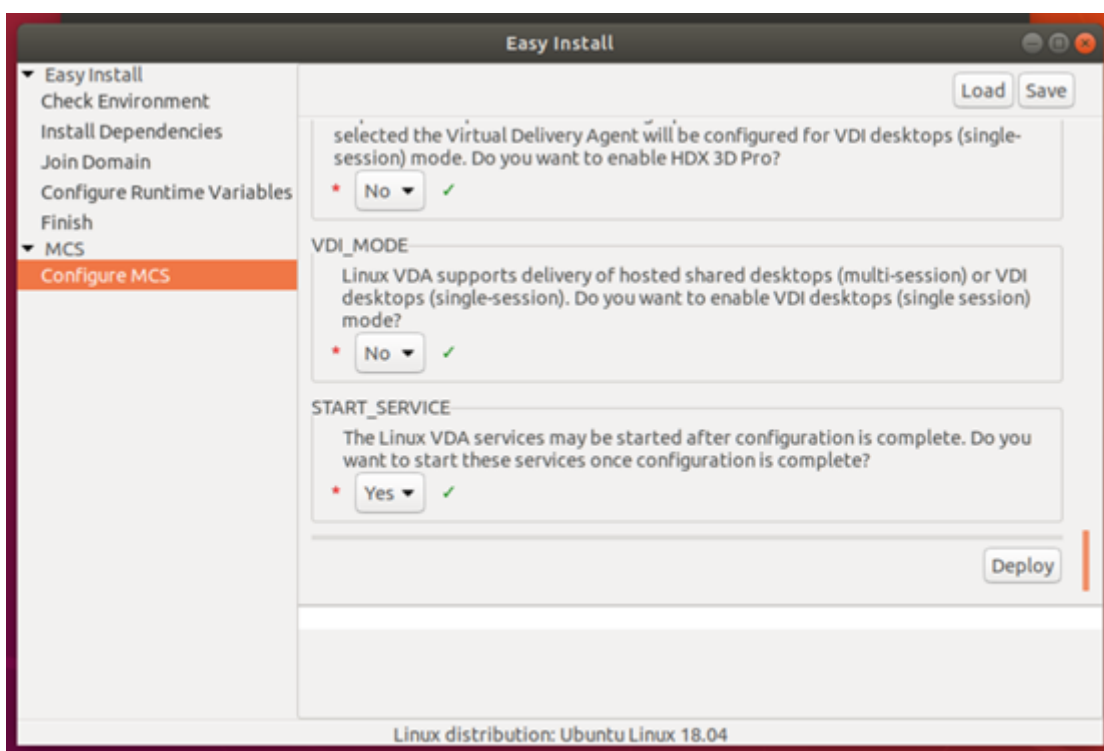 Easy Install
Easy Install
Check Environment
Install Dependencies
Join Domain
Configure Runtime Variables
Finish
MCS
Configure MCS
Load Save
selected the Virtual Delivery Agent will be configured for VDI desktops (single-
session) mode. Do you want to enable HDX 3D Pro?
* No ✓
VDI_MODE
Linux VDA supports delivery of hosted shared desktops (multi-session) or VDI
desktops (single-session). Do you want to enable VDI desktops (single session)
mode?
* No ✓
START_SERVICE
The Linux VDA services may be started after configuration is complete. Do you
want to start these services once configuration is complete?
* Yes ✓
Deploy
Linux distribution: Ubuntu Linux 18.04